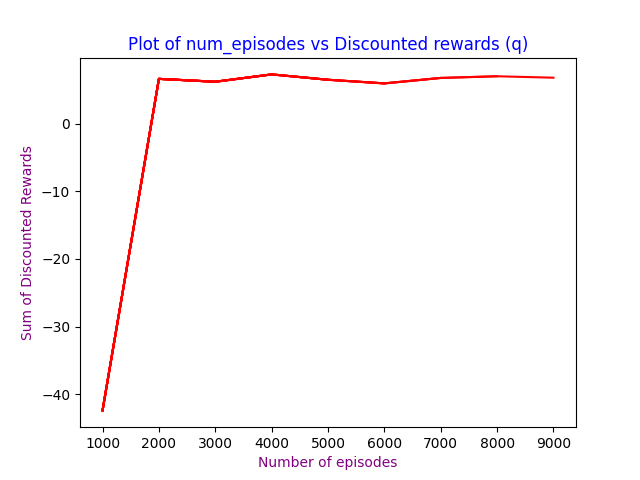 Plot of num_episodes vs Discounted rewards (q)
Sum of Discounted Rewards
0
−10
−20
−30
−40
1000 2000 3000 4000 5000 6000 7000 8000 9000
Number of episodes